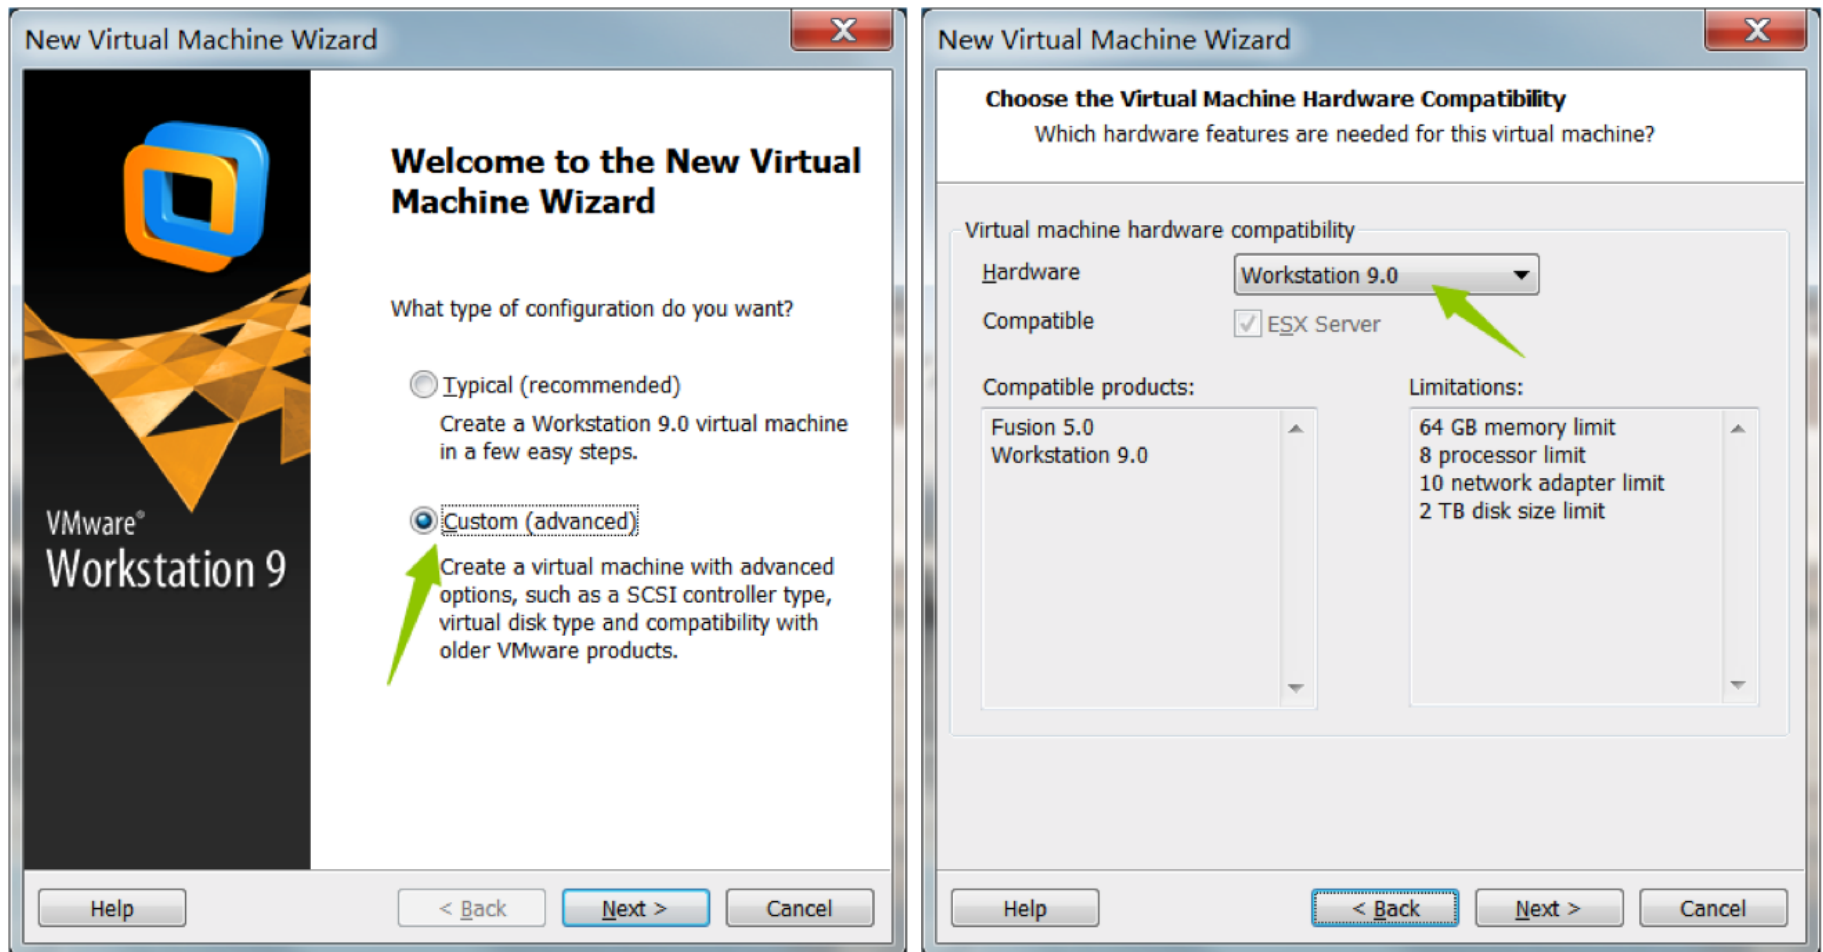 New Virtual Machine Wizard
X
Welcome to the New Virtual
Machine Wizard
What type of configuration do you want?
Typical (recommended)
Create a Workstation 9.0 virtual machine
in a few easy steps.
Custom (advanced)
Create a virtual machine with advanced
options, such as a SCSI controller type,
virtual disk type and compatibility with
older VMware products.
VMware®
Workstation 9
Help
< Back
Next >
Cancel
New Virtual Machine Wizard
X
Choose the Virtual Machine Hardware Compatibility
Which hardware features are needed for this virtual machine?
Virtual machine hardware compatibility
Hardware
Workstation 9.0
Compatible
ESX Server
Compatible products:
Fusion 5.0
Workstation 9.0
Limitations:
64 GB memory limit
8 processor limit
10 network adapter limit
2 TB disk size limit
Help
< Back
Next >
Cancel